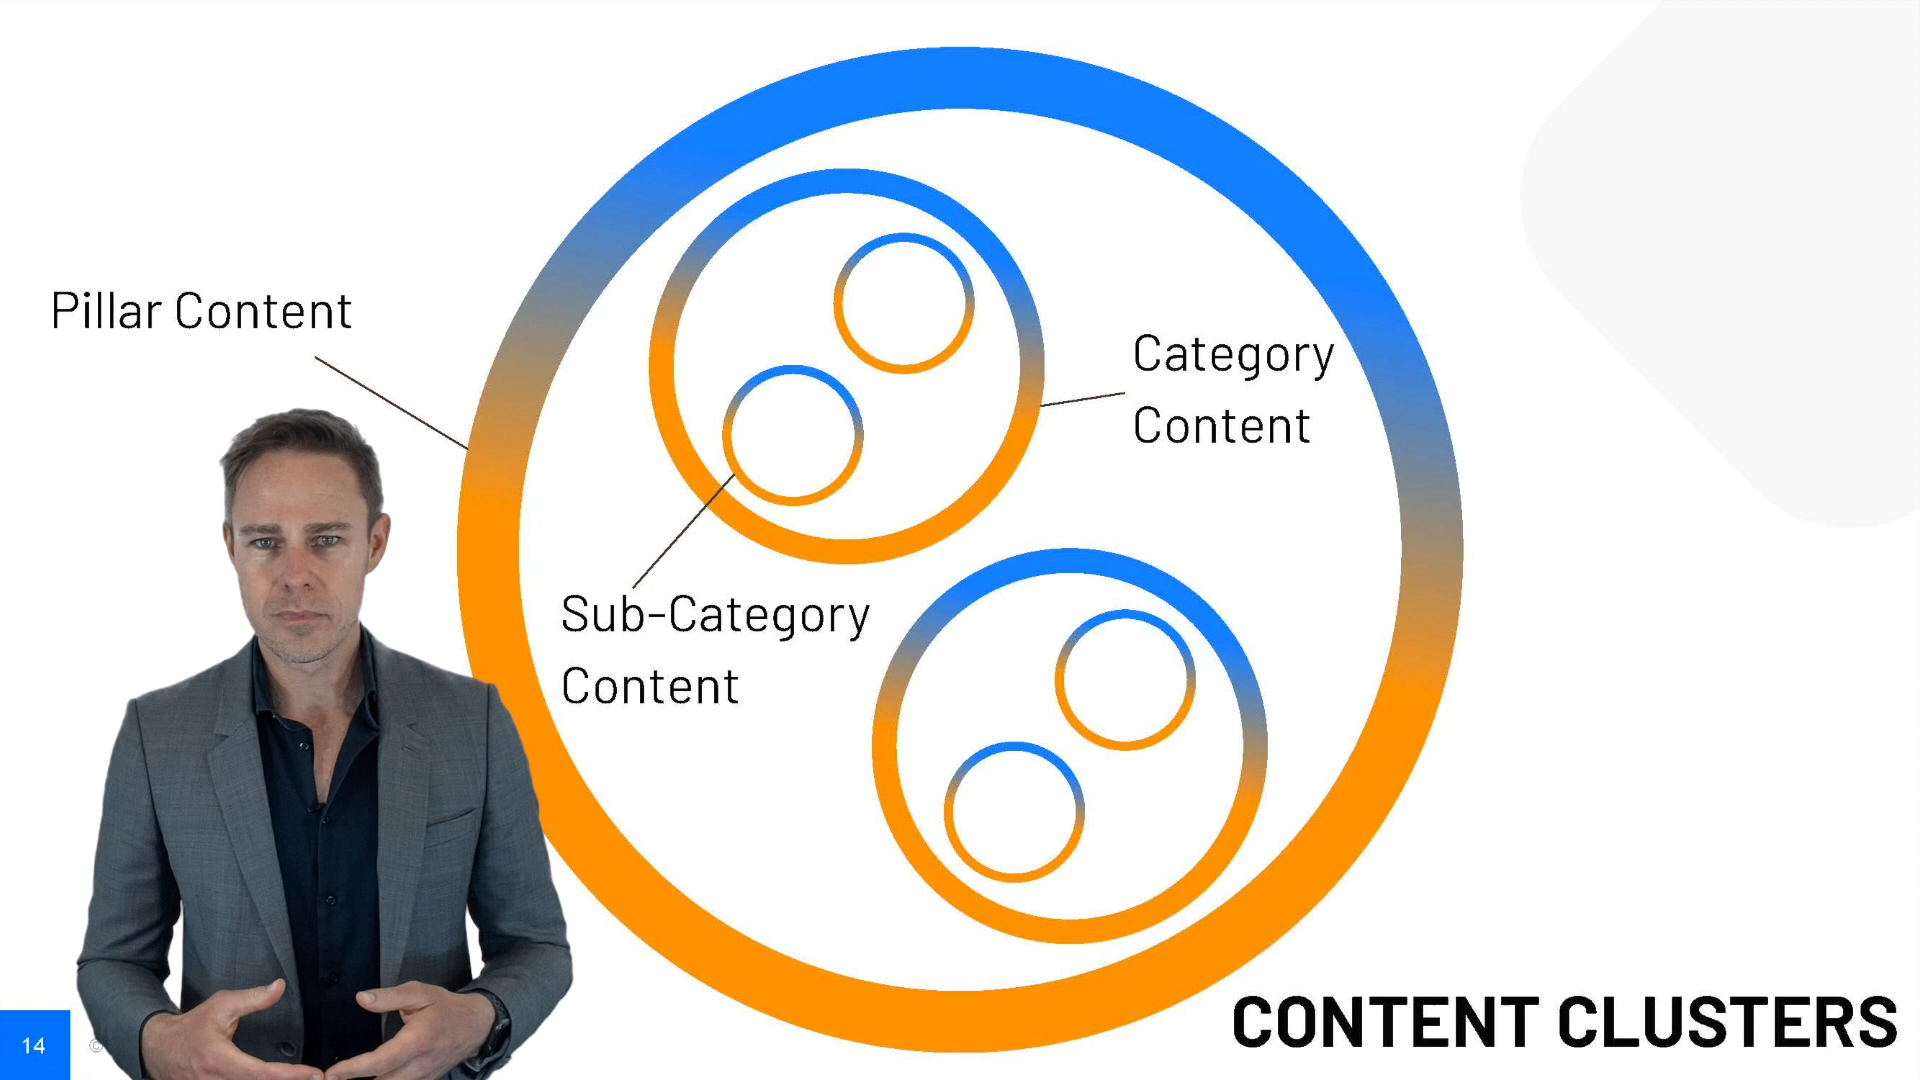 Pillar Content
Category
Content
Sub-Category
Content
CONTENT CLUSTERS
14
©